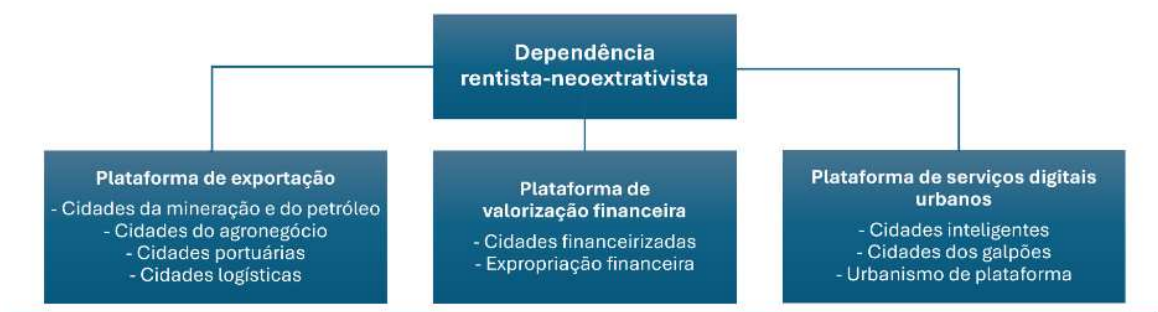 Dependência
rentista-neoextrativista
Plataforma de exportação
- Cidades da mineração e do petróleo
- Cidades do agronegócio
- Cidades portuárias
- Cidades logísticas
Plataforma de
valorização financeira
- Cidades financeirizadas
- Expropriação financeira
Plataforma de serviços digitais
urbanos
- Cidades inteligentes
- Cidades dos galpões
- Urbanismo de plataforma